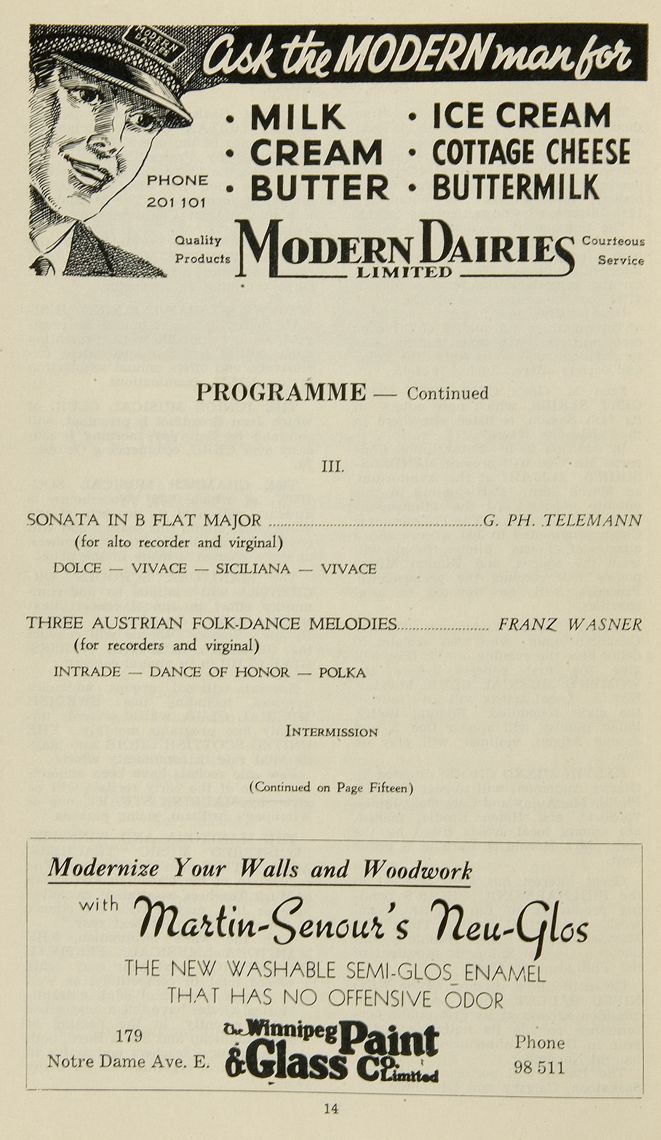 MODERN DAIRIES
Ask the MODERN man for
• MILK • ICE CREAM
• CREAM • COTTAGE CHEESE
• BUTTER • BUTTERMILK
PHONE
201 101
Quality
Products
MODERN DAIRIES
LIMITED
Courteous
Service
PROGRAMME — Continued
III.
SONATA IN B FLAT MAJOR ................................................G. PH. TELEMANN
(for alto recorder and virginal)
DOLCE — VIVACE — SICILIANA — VIVACE
THREE AUSTRIAN FOLK-DANCE MELODIES...................... FRANZ WASNER
(for recorders and virginal)
INTRADE — DANCE OF HONOR — POLKA
INTERMISSION
(Continued on Page Fifteen)
Modernize Your Walls and Woodwork
with Martin-Senour's Neu-Glos
THE NEW WASHABLE SEMI-GLOS ENAMEL
THAT HAS NO OFFENSIVE ODOR
179
Notre Dame Ave. E.
The Winnipeg Paint
& Glass Co. Limited
Phone
98 511
14